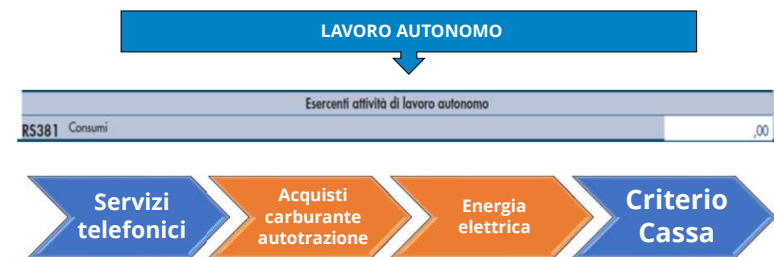 LAVORO AUTONOMO
Esercenti attività di lavoro autonomo
RS381 Consumi ,00
Servizi
telefonici
Acquisti
carburante
autotrazione
Energia
elettrica
Criterio
Cassa